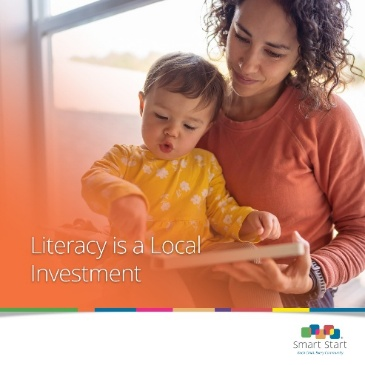 Literacy is a Local
Investment
Smart Start